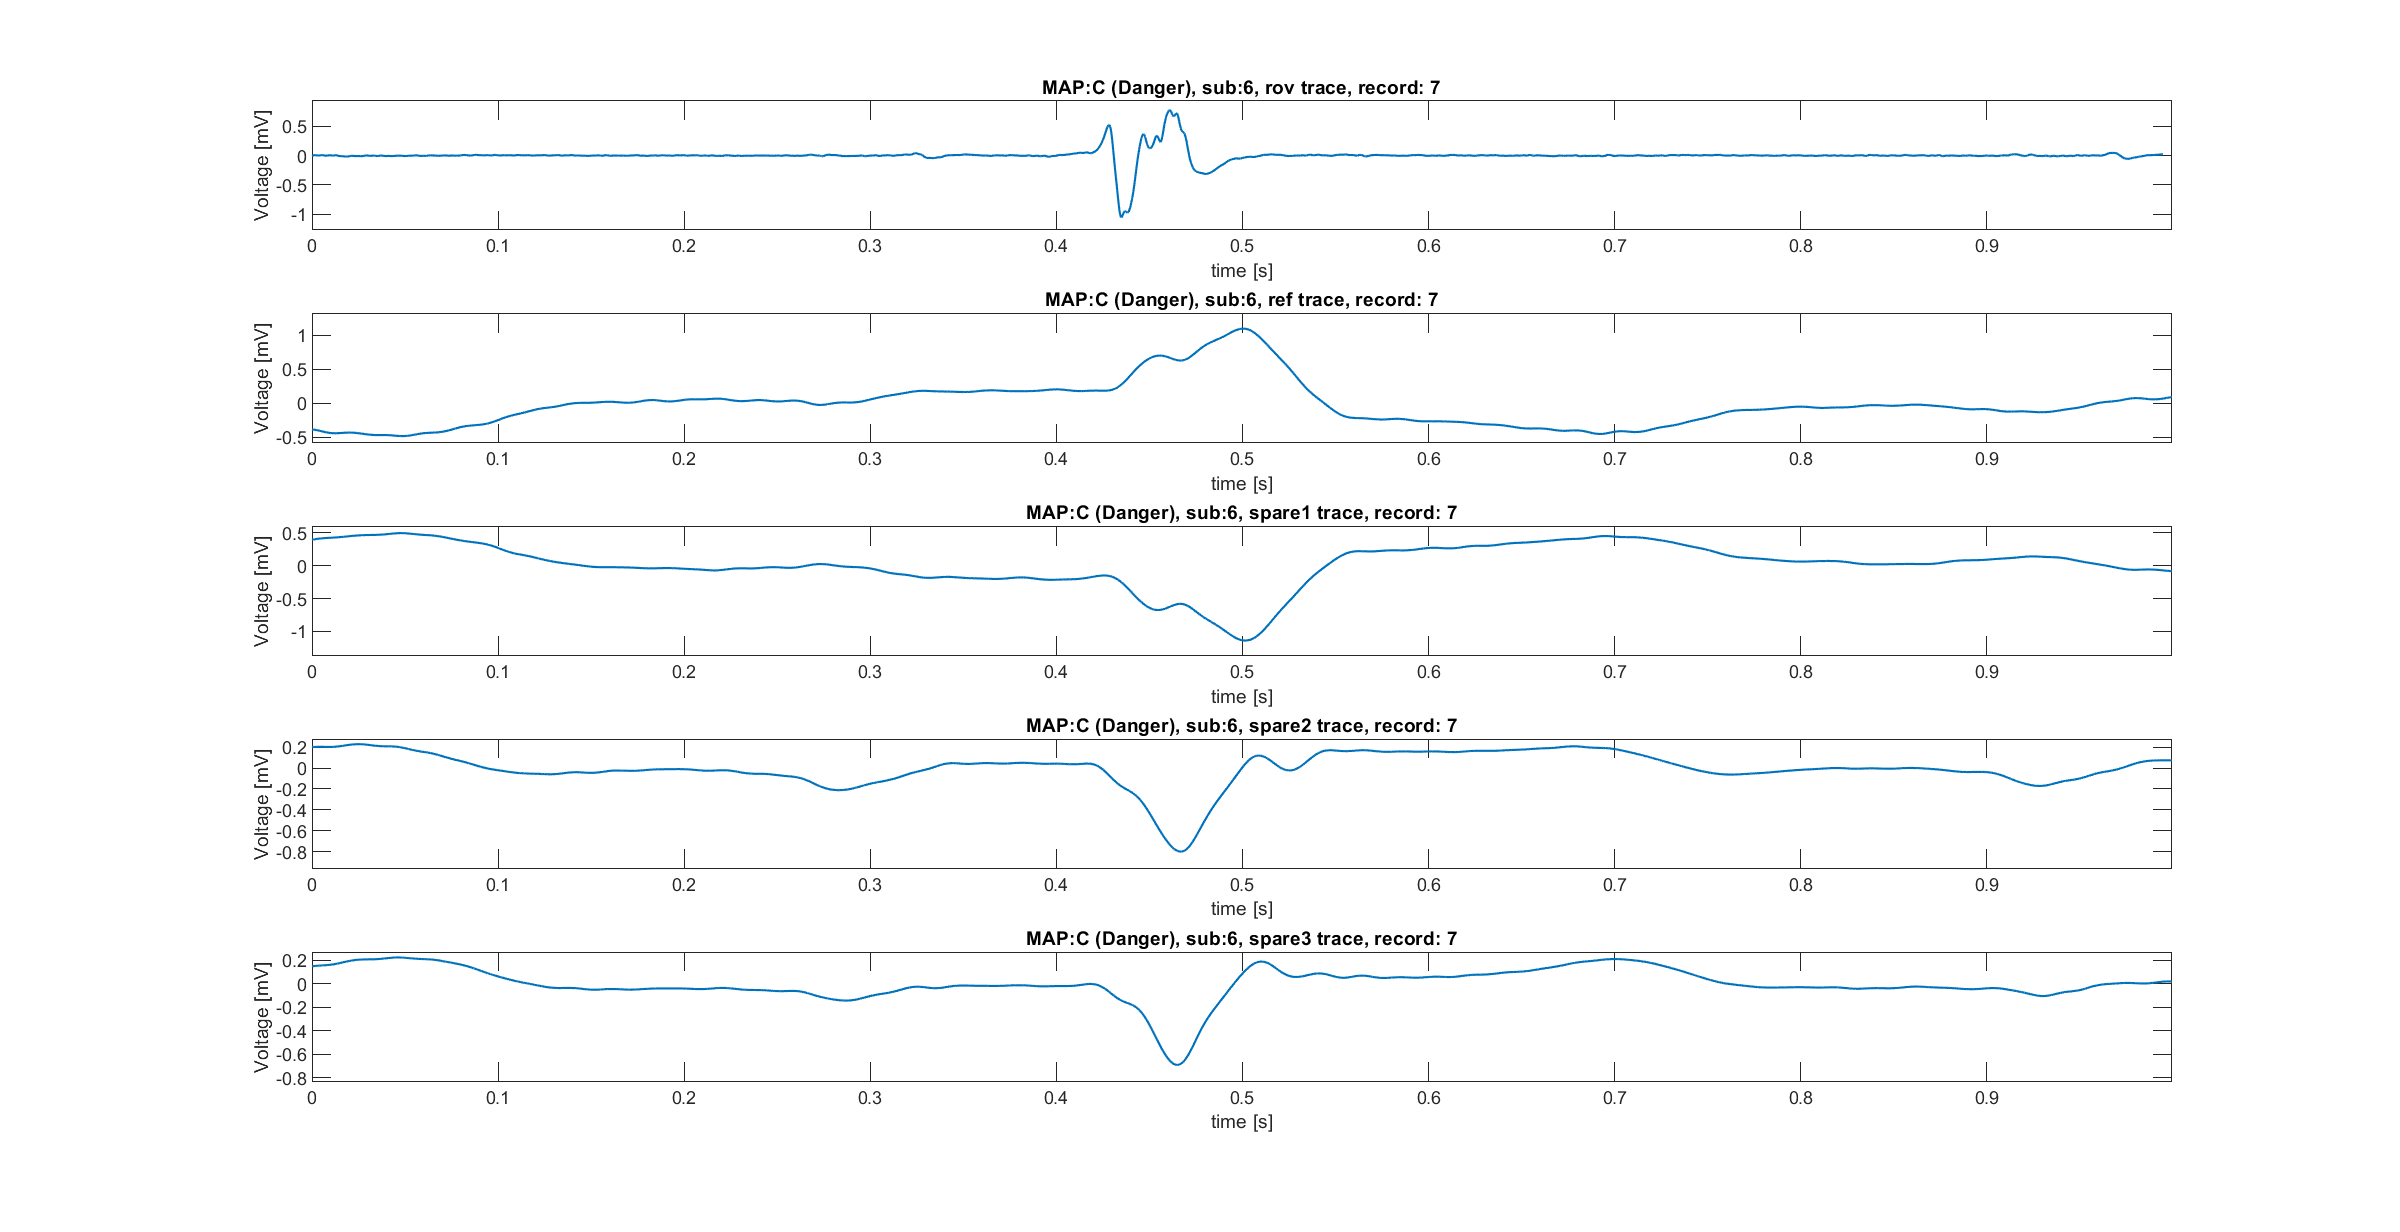 MAP:C (Danger), sub:6, rov trace, record: 7
Voltage [mV]
0.5
0
-0.5
-1
0 0.1 0.2 0.3 0.4 0.5 0.6 0.7 0.8 0.9
time [s]
MAP:C (Danger), sub:6, ref trace, record: 7
Voltage [mV]
1
0.5
0
-0.5
0 0.1 0.2 0.3 0.4 0.5 0.6 0.7 0.8 0.9
time [s]
MAP:C (Danger), sub:6, spare1 trace, record: 7
Voltage [mV]
0.5
0
-0.5
-1
0 0.1 0.2 0.3 0.4 0.5 0.6 0.7 0.8 0.9
time [s]
MAP:C (Danger), sub:6, spare2 trace, record: 7
Voltage [mV]
0.2
0
-0.2
-0.4
-0.6
-0.8
0 0.1 0.2 0.3 0.4 0.5 0.6 0.7 0.8 0.9
time [s]
MAP:C (Danger), sub:6, spare3 trace, record: 7
Voltage [mV]
0.2
0
-0.2
-0.4
-0.6
-0.8
0 0.1 0.2 0.3 0.4 0.5 0.6 0.7 0.8 0.9
time [s]